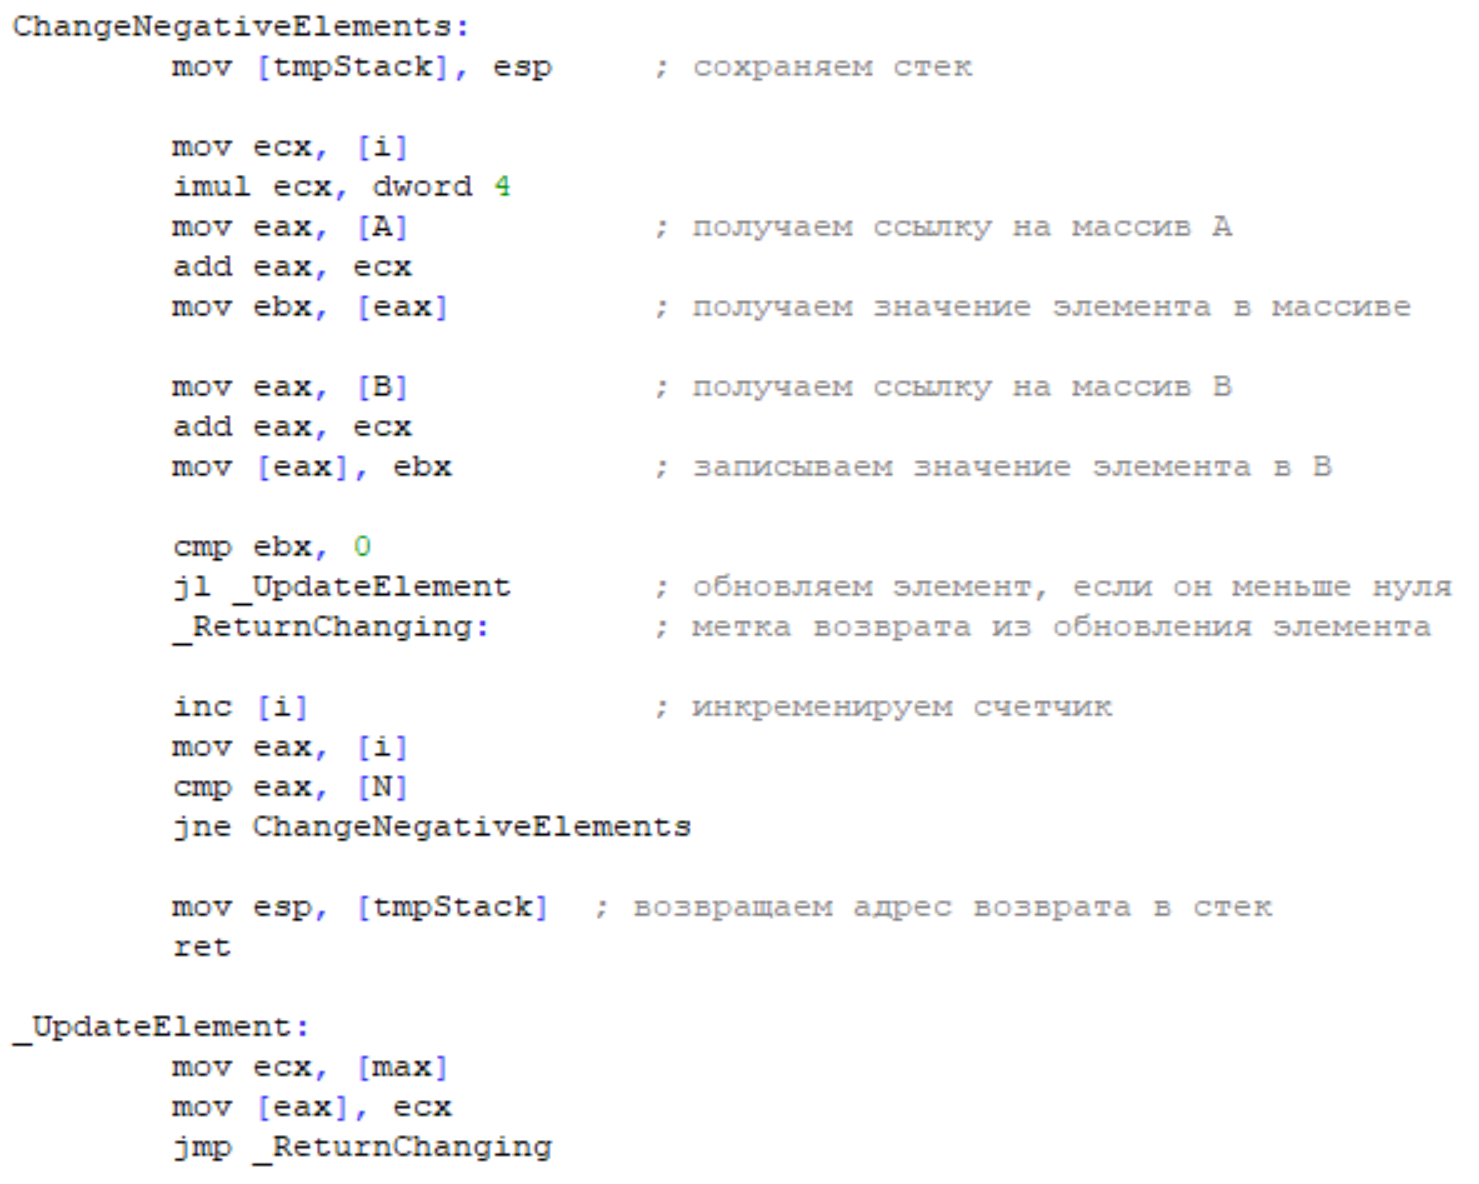 ChangeNegativeElements:
mov [tmpStack], esp ; сохраняем стек
mov ecx, [i]
imul ecx, dword 4
mov eax, [A] ; получаем ссылку на массив A
add eax, ecx
mov ebx, [eax] ; получаем значение элемента в массиве
mov eax, [B] ; получаем ссылку на массив B
add eax, ecx
mov [eax], ebx ; записываем значение элемента в B
cmp ebx, 0
jl _UpdateElement ; обновляем элемент, если он меньше нуля
_ReturnChanging: ; метка возврата из обновления элемента
inc [i] ; инкременируем счетчик
mov eax, [i]
cmp eax, [N]
jne ChangeNegativeElements
mov esp, [tmpStack] ; возвращаем адрес возврата в стек
ret
_UpdateElement:
mov ecx, [max]
mov [eax], ecx
jmp _ReturnChanging